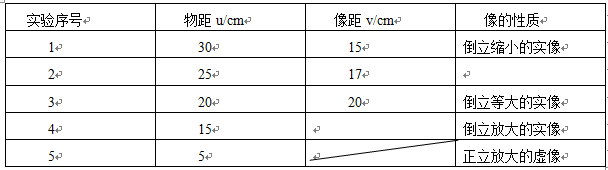 实验序号 物距 u/cm 像距 v/cm 像的性质
1 30 15 倒立缩小的实像
2 25 17
3 20 20 倒立等大的实像
4 15 倒立放大的实像
5 5 正立放大的虚像